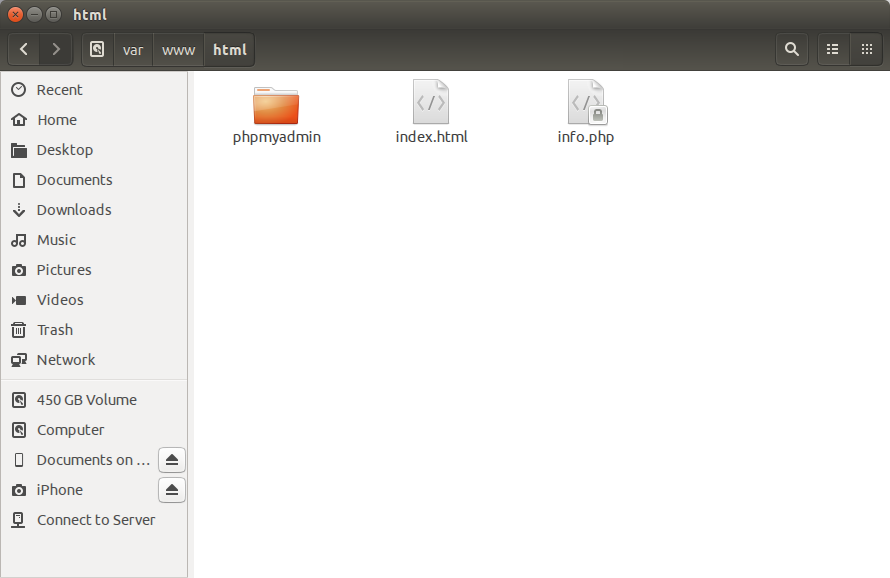 html
var www html
Recent
Home
Desktop
Documents
Downloads
Music
Pictures
Videos
Trash
Network
450 GB Volume
Computer
Documents on ...
iPhone
Connect to Server
phpmyadmin index.html info.php